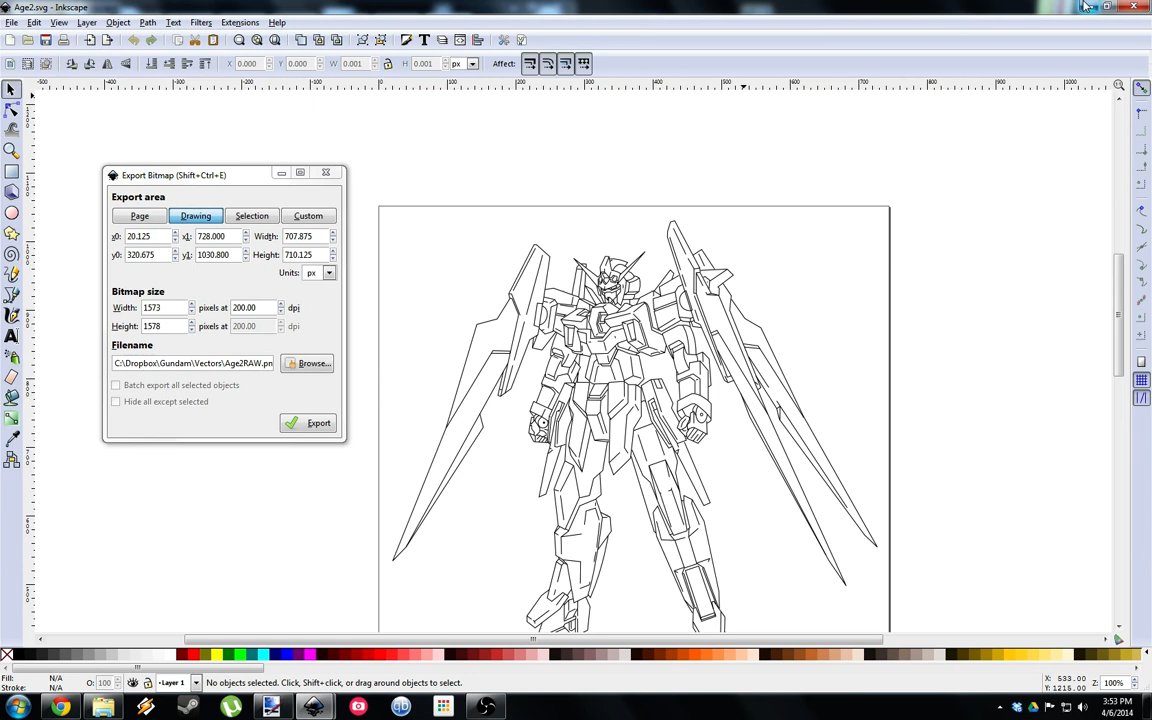 Age2.svg - Inkscape
File Edit View Layer Object Path Text Filters Extensions Help
X 0.000 Y 0.000 W 0.001 H 0.001 px Affect:
Export Bitmap (Shift+Ctrl+E)
Export area
Page Drawing Selection Custom
x0: 20.125 x1: 728.000 Width: 707.875
y0: 320.675 y1: 1030.800 Height: 710.125
Units: px
Bitmap size
Width: 1573 pixels at 200.00 dpi
Height: 1578 pixels at 200.00 dpi
Filename
C:\Dropbox\Gundam\Vectors\Age2RAW.pn Browse...
Batch export all selected objects
Hide all except selected
Export
Fill: N/A
Stroke: N/A
O: 100
Layer 1
No objects selected. Click, Shift+click, or drag around objects to select.
X: 533.00
Y: 1215.00
Z: 100%
3:53 PM
4/6/2014